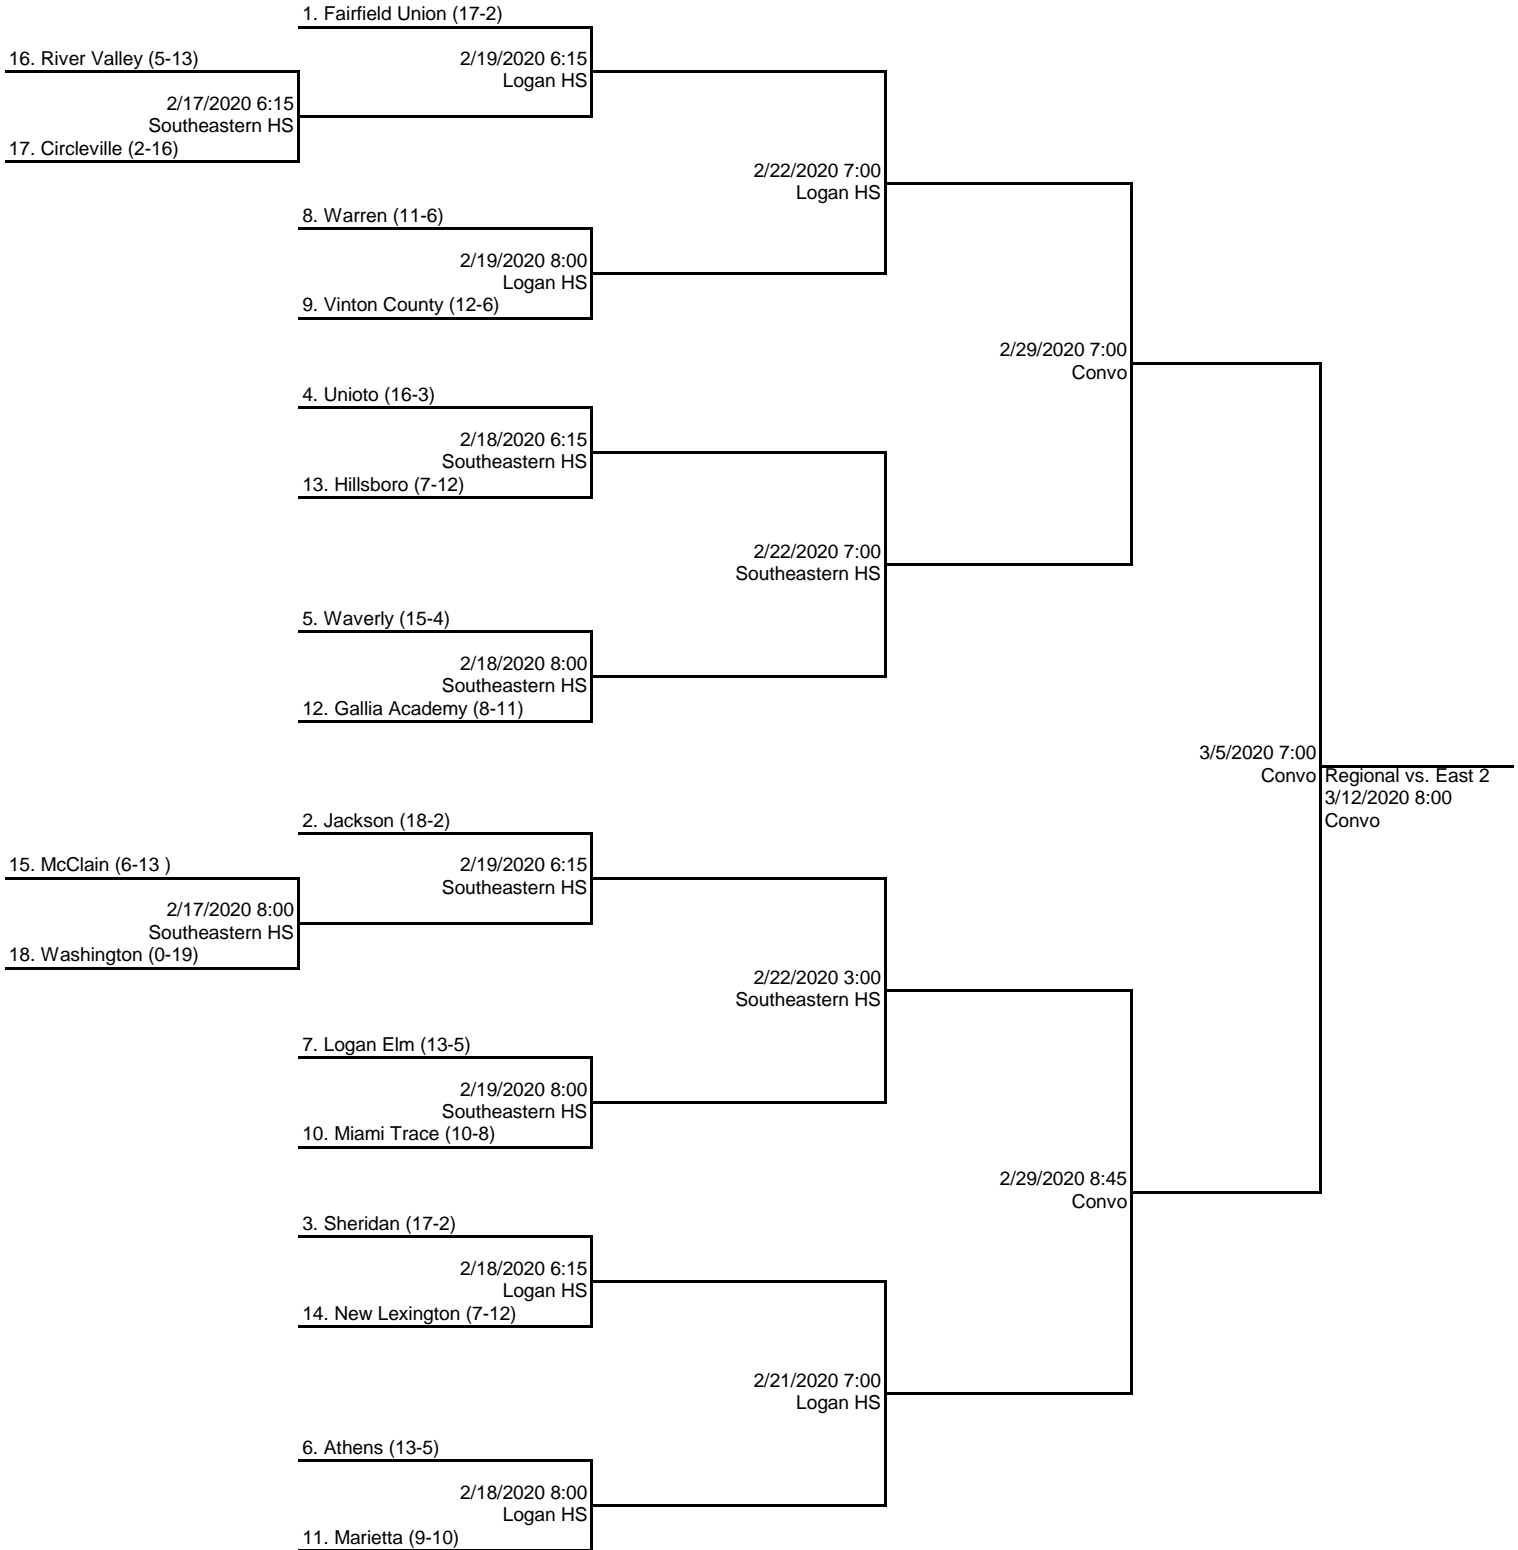 1. Fairfield Union (17-2)
16. River Valley (5-13)
2/19/2020 6:15
Logan HS
2/17/2020 6:15
Southeastern HS
17. Circleville (2-16)
2/22/2020 7:00
Logan HS
8. Warren (11-6)
2/19/2020 8:00
Logan HS
9. Vinton County (12-6)
2/29/2020 7:00
Convo
4. Unioto (16-3)
2/18/2020 6:15
Southeastern HS
13. Hillsboro (7-12)
2/22/2020 7:00
Southeastern HS
5. Waverly (15-4)
2/18/2020 8:00
Southeastern HS
12. Gallia Academy (8-11)
3/5/2020 7:00
Convo
Regional vs. East 2
3/12/2020 8:00
Convo
2. Jackson (18-2)
15. McClain (6-13 )
2/19/2020 6:15
Southeastern HS
2/17/2020 8:00
Southeastern HS
18. Washington (0-19)
2/22/2020 3:00
Southeastern HS
7. Logan Elm (13-5)
2/19/2020 8:00
Southeastern HS
10. Miami Trace (10-8)
2/29/2020 8:45
Convo
3. Sheridan (17-2)
2/18/2020 6:15
Logan HS
14. New Lexington (7-12)
2/21/2020 7:00
Logan HS
6. Athens (13-5)
2/18/2020 8:00
Logan HS
11. Marietta (9-10)